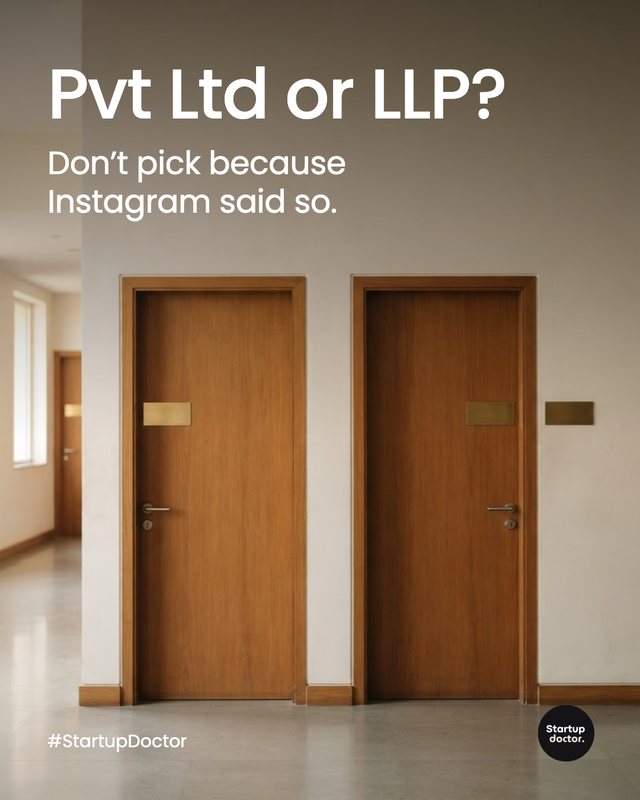 Pvt Ltd or LLP?
Don't pick because
Instagram said so.
#StartupDoctor
Startup
doctor.